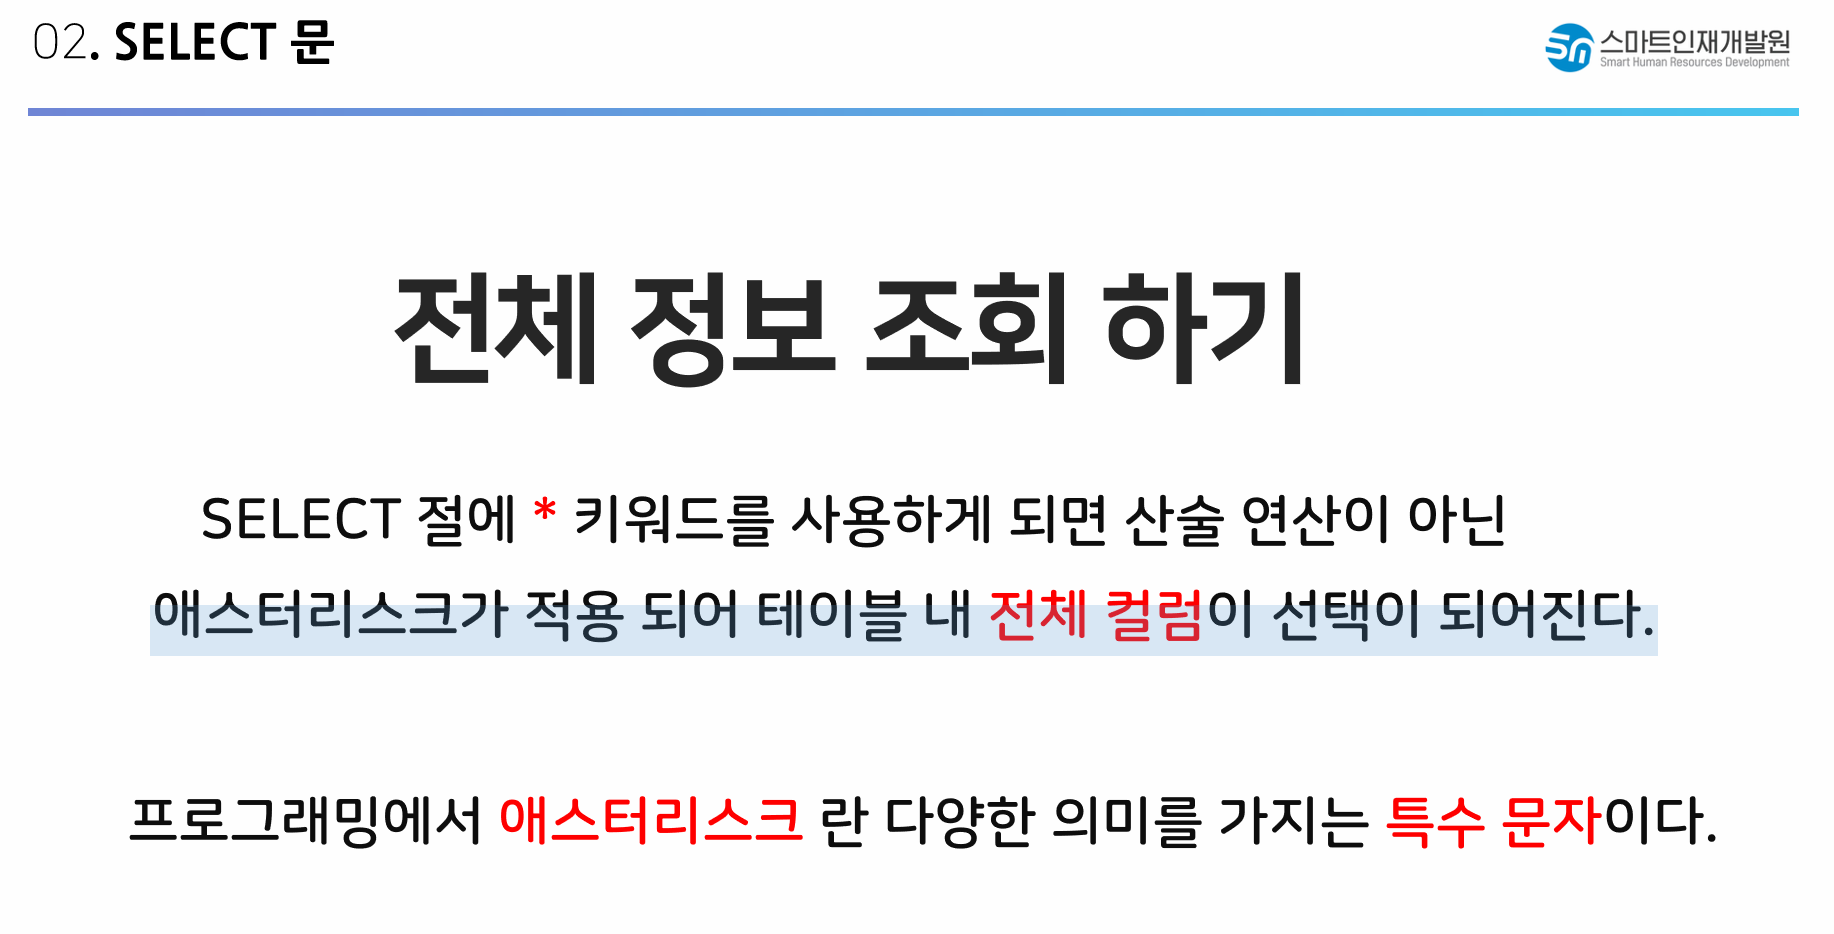 02. SELECT 문
스마트인재개발원
Smart Human Resources Development
전체 정보 조회 하기
SELECT 절에 * 키워드를 사용하게 되면 산술 연산이 아닌
애스터리스크가 적용 되어 테이블 내 전체 컬럼이 선택이 되어진다.
프로그래밍에서 애스터리스크 란 다양한 의미를 가지는 특수 문자이다.